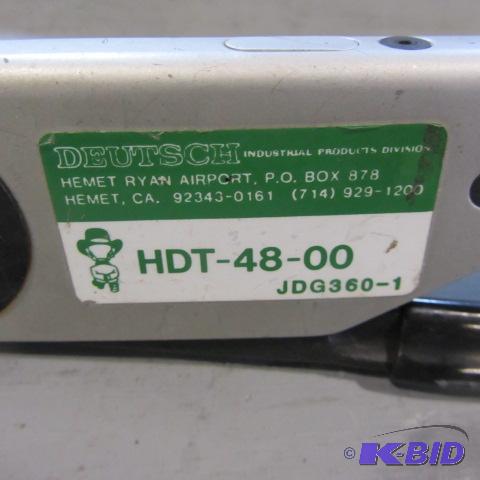 DEUTSCH INDUSTRIAL PRODUCTS DIVISION
HEMET RYAN AIRPORT, P.O. BOX 878
HEMET, CA. 92343-0161 (714) 929-1200
HDT-48-00
JDG360-1
© K-BID